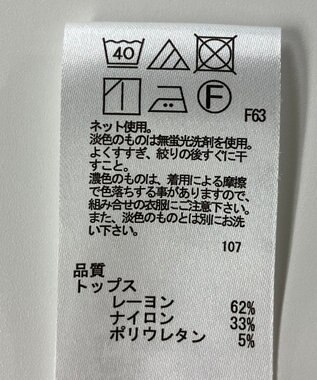 40
F
F63
ネット使用。
淡色のものは無蛍光洗剤を使用。
よくすすぎ、絞りの後すぐに干
すこと。
濃色のものは、着用による摩擦
で色落ちする事がありますので、
組み合せの衣服にご注意下さい。
また、淡色のものとは別にお洗
い下さい。
107
品質
トップス
レーヨン 62%
ナイロン 33%
ポリウレタン 5%